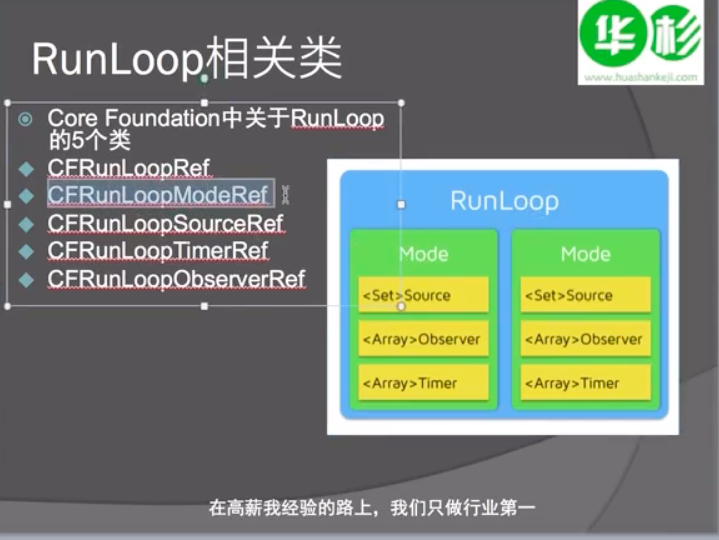 RunLoop相关类
华杉
www.huashankeji.com
Core Foundation中关于RunLoop
的5个类
CFRunLoopRef
CFRunLoopModeRef
CFRunLoopSourceRef
CFRunLoopTimerRef
CFRunLoopObserverRef
RunLoop
Mode
<Set>Source
<Array>Observer
<Array>Timer
Mode
<Set>Source
<Array>Observer
<Array>Timer
在高薪我经验的路上，我们只做行业第一